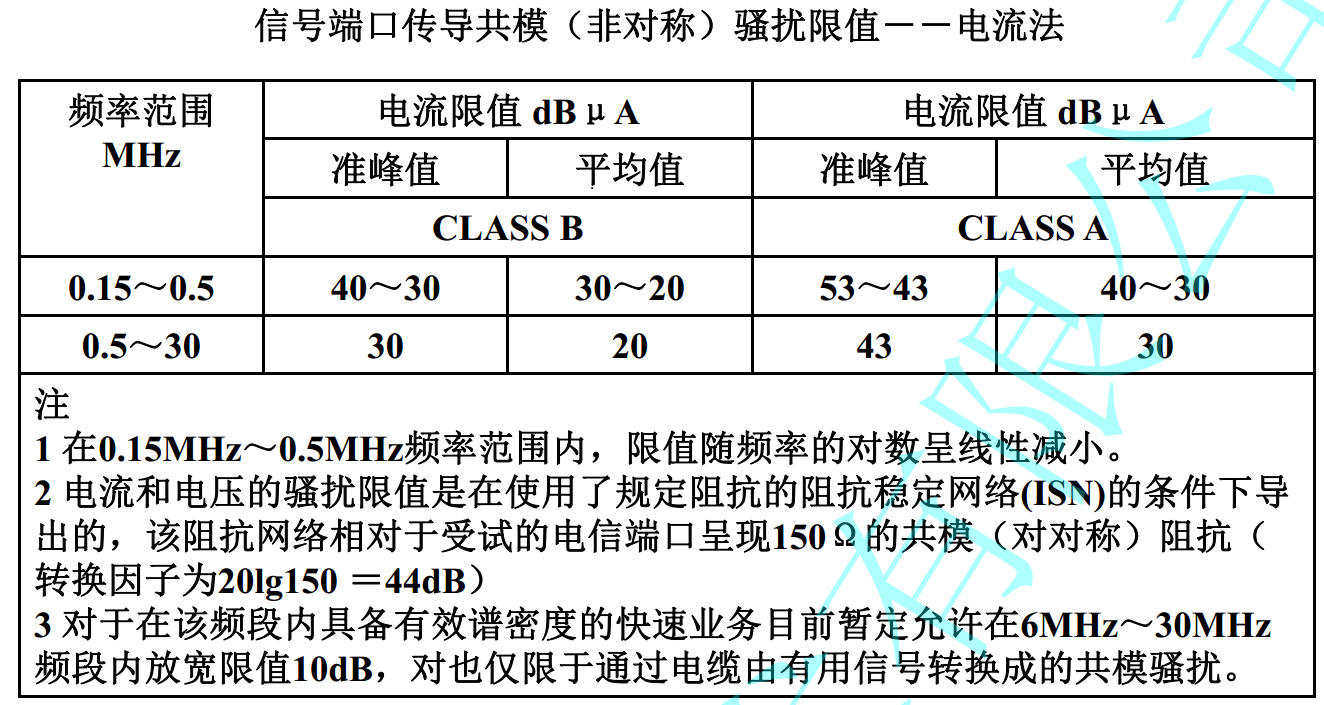 信号端口传导共模（非对称）骚扰限值－－电流法
频率范围 MHz 电流限值 dBμA 电流限值 dBμA
准峰值 平均值 准峰值 平均值
CLASS B CLASS A
0.15～0.5 40～30 30～20 53～43 40～30
0.5～30 30 20 43 30
注
1 在0.15MHz～0.5MHz频率范围内，限值随频率的对数呈线性减小。
2 电流和电压的骚扰限值是在使用了规定阻抗的阻抗稳定网络(ISN)的条件下导
出的，该阻抗网络相对于受试的电信端口呈现150Ω的共模（对对称）阻抗（
转换因子为20lg150 ＝44dB）
3 对于在该频段内具备有效谱密度的快速业务目前暂定允许在6MHz～30MHz
频段内放宽限值10dB，对也仅限于通过电缆由有用信号转换成的共模骚扰。
有限公